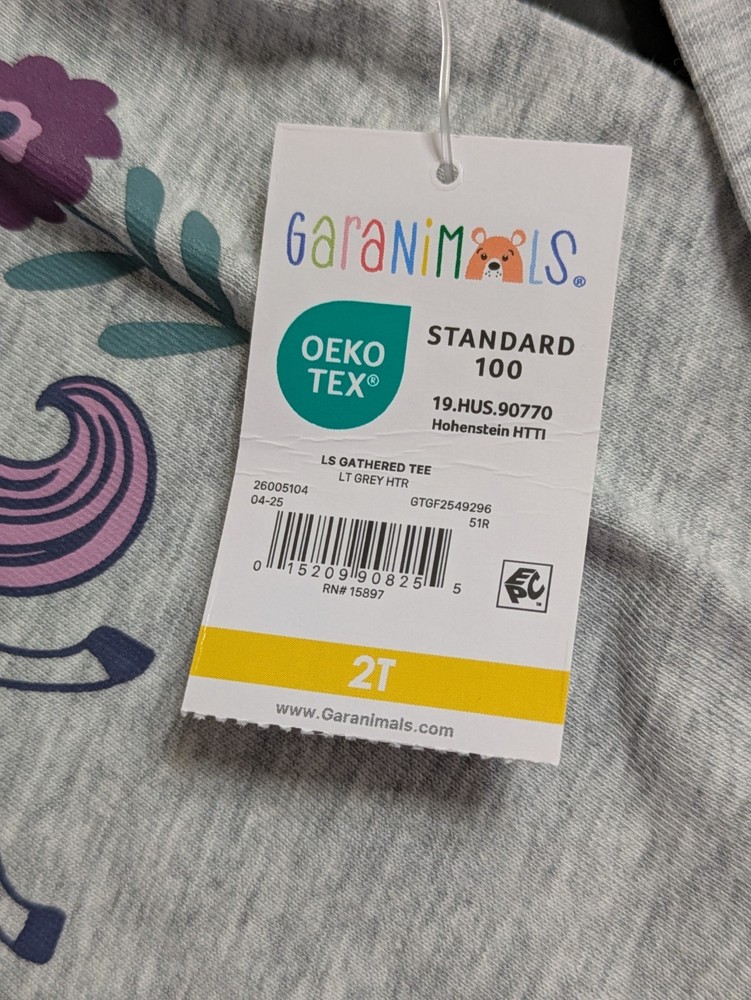 GaraNiMaLS®
OEKO
TEX®
STANDARD
100
19.HUS.90770
Hohenstein HTTI
LS GATHERED TEE
LT GREY HTR
26005104
04-25
GTGF2549296
51R
0 15209 90825 5
RN# 15897
EPC™
2T
www.Garanimals.com